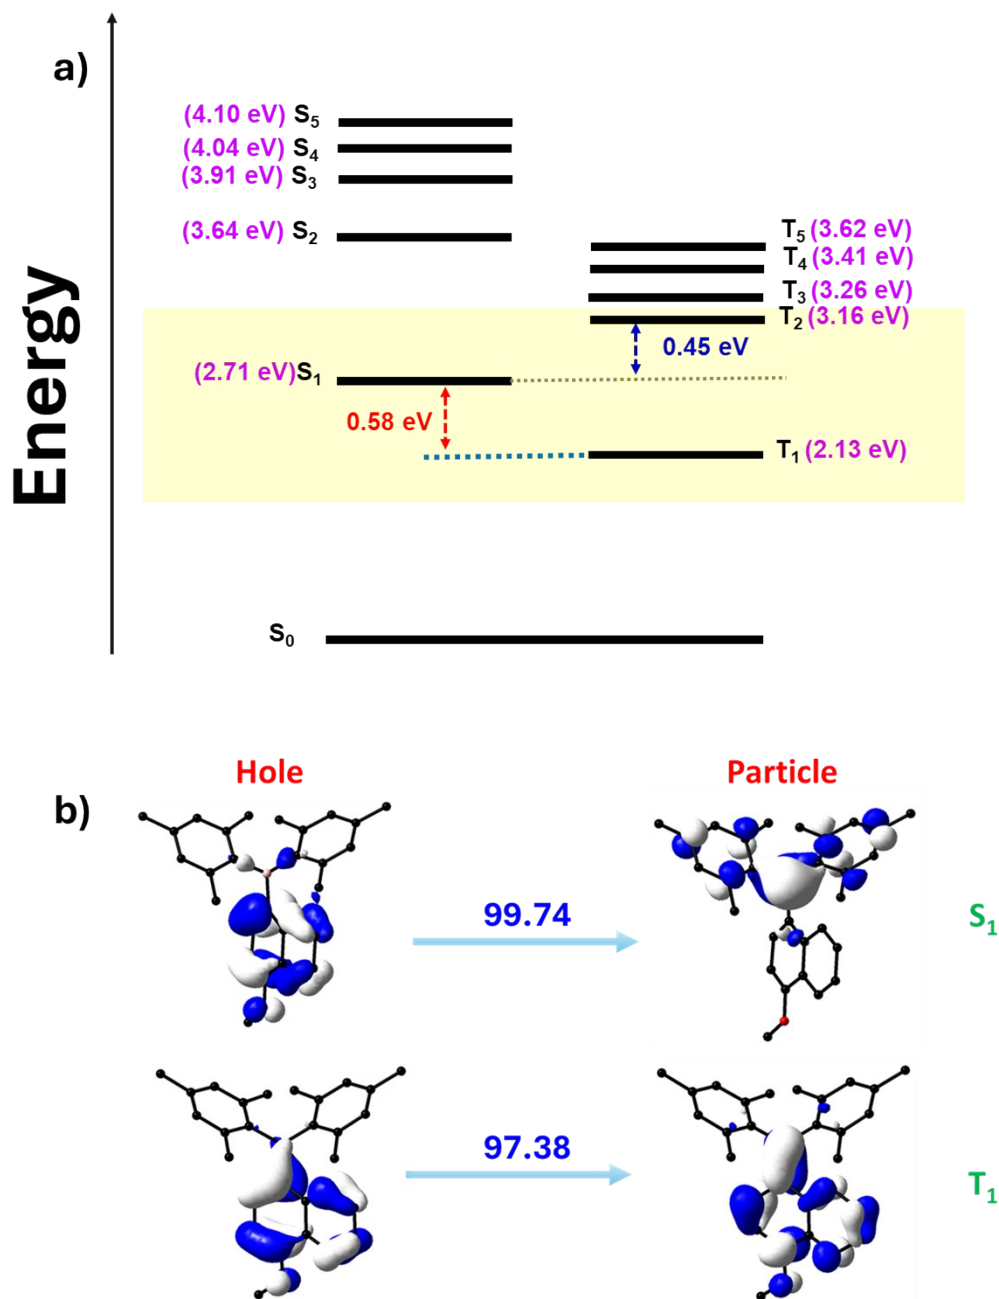 a)
Energy
(4.10 eV) S5
(4.04 eV) S4
(3.91 eV) S3
(3.64 eV) S2
T5 (3.62 eV)
T4 (3.41 eV)
T3 (3.26 eV)
T2 (3.16 eV)
0.45 eV
(2.71 eV)S1
0.58 eV
T1 (2.13 eV)
S0
b)
Hole
Particle
99.74
S1
97.38
T1